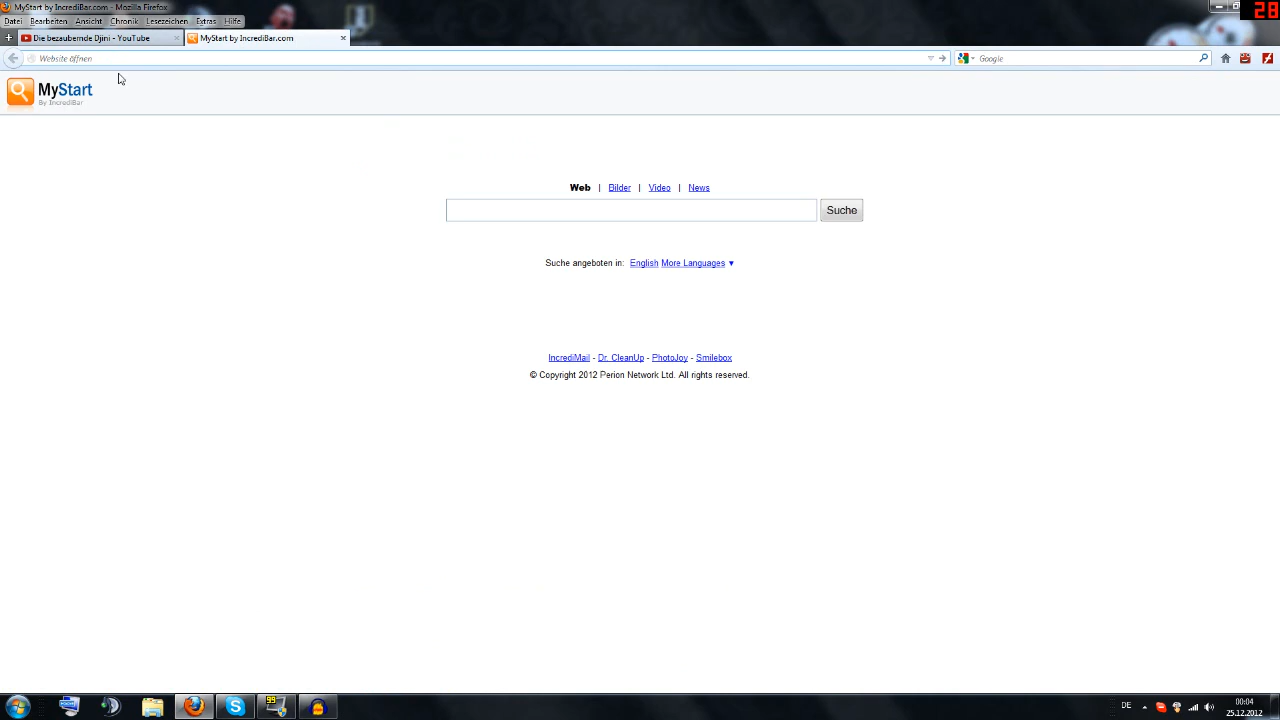 MyStart by IncrediBar.com - Mozilla Firefox
28
Datei Bearbeiten Ansicht Chronik Lesezeichen Extras Hilfe
Die bezaubernde Djini - YouTube
MyStart by IncrediBar.com
Website öffnen
Google
MyStart
By IncrediBar
Web | Bilder | Video | News
Suche
Suche angeboten in: English More Languages ▼
IncrediMail - Dr. CleanUp - PhotoJoy - Smilebox
© Copyright 2012 Perion Network Ltd. All rights reserved.
99
DE
00:04
25.12.2012